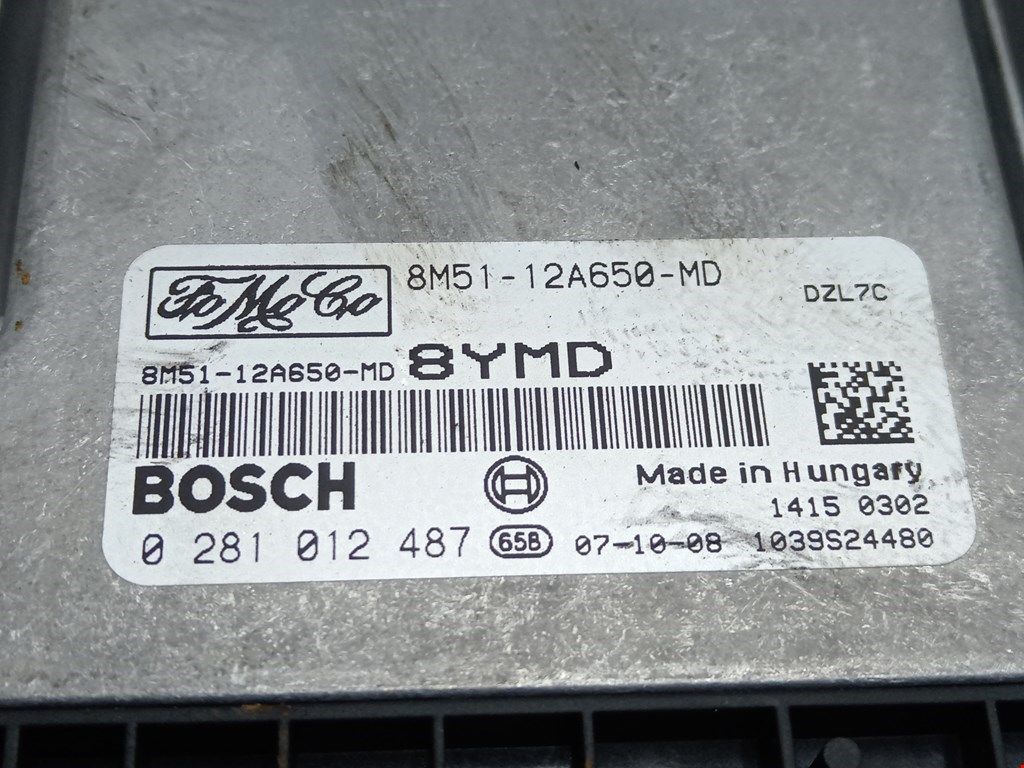 FoMoCo 8M51-12A650-MD
DZL7C
8M51-12A650-MD 8YMD
BOSCH
Made in Hungary
1415 0302
0 281 012 487 65B 07-10-08 1039S24480